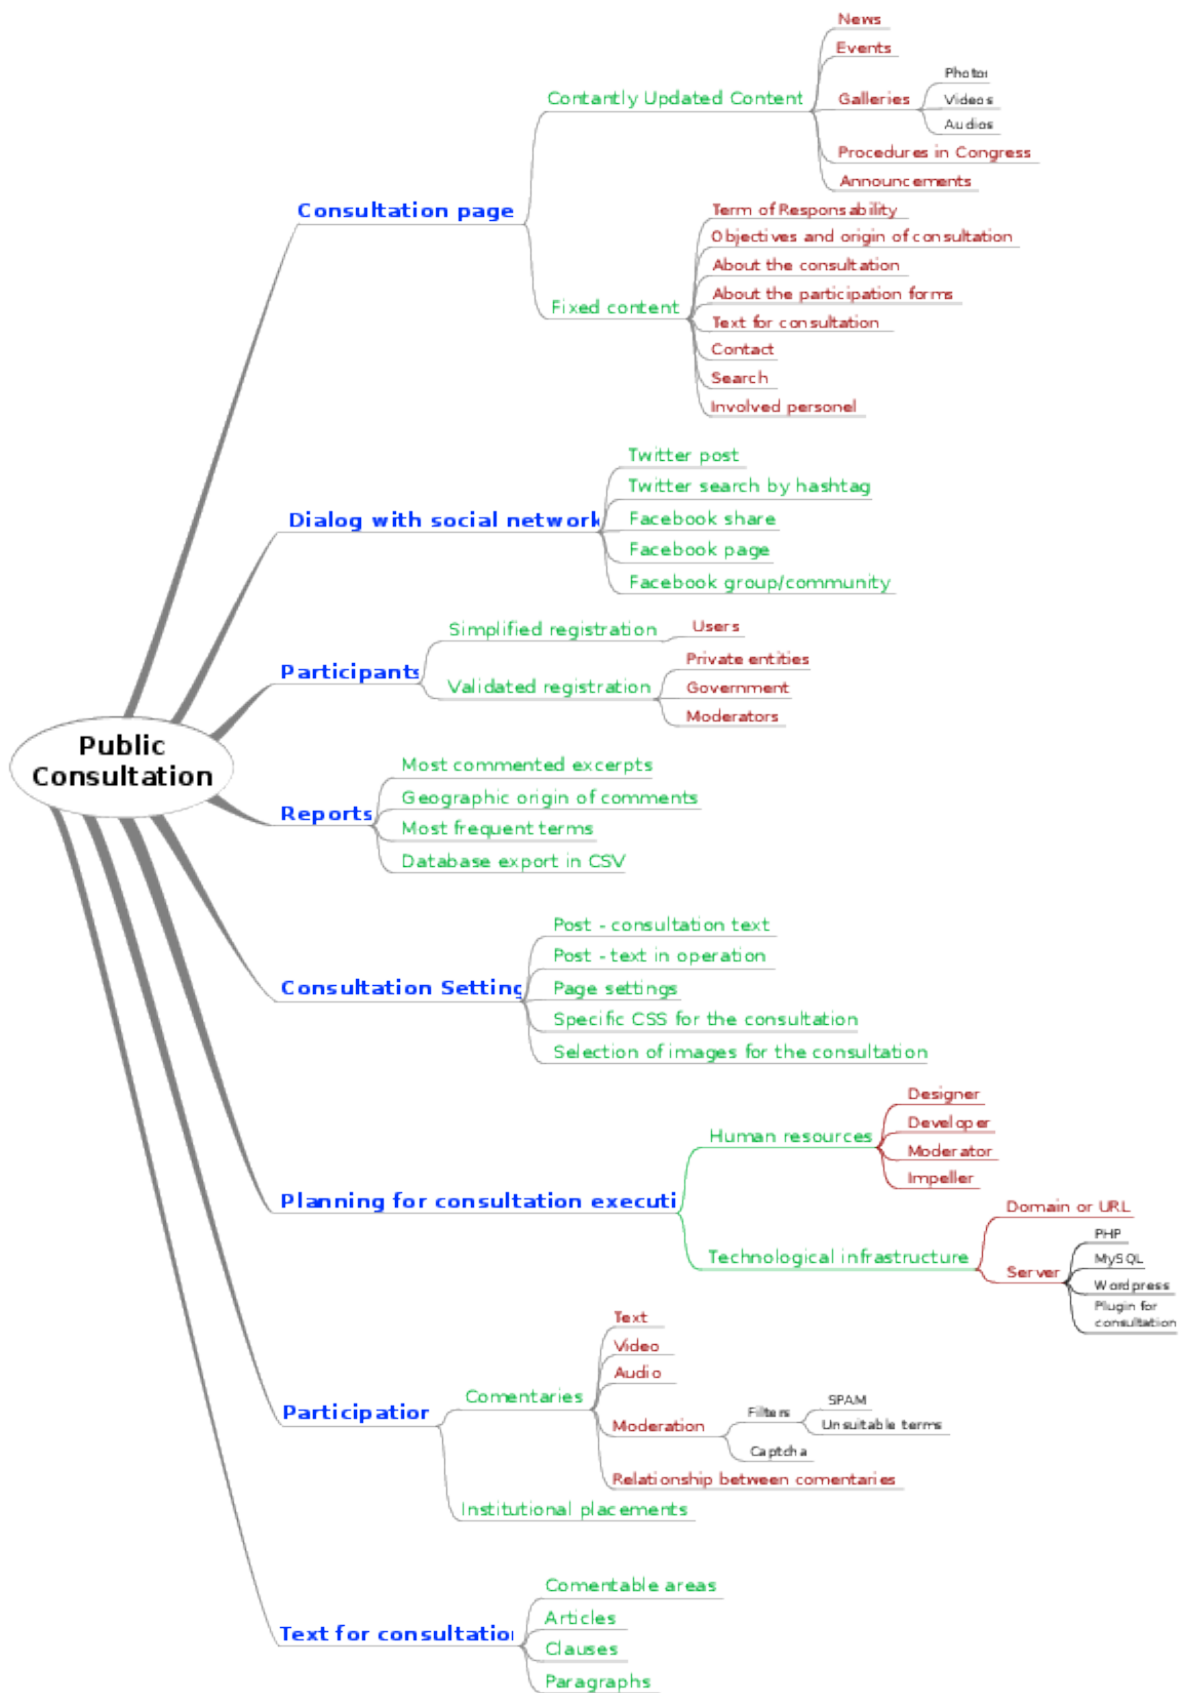 News
Events
Contantly Updated Content
Galleries
Photos
Videos
Audios
Procedures in Congress
Announcements
Consultation page
Term of Responsability
Objectives and origin of consultation
About the consultation
About the participation forms
Fixed content
Text for consultation
Contact
Search
Involved personel
Twitter post
Twitter search by hashtag
Dialog with social network
Facebook share
Facebook page
Facebook group/community
Simplified registration
Users
Participants
Validated registration
Private entities
Government
Moderators
Public
Consultation
Most commented excerpts
Geographic origin of comments
Reports
Most frequent terms
Database export in CSV
Post - consultation text
Post - text in operation
Consultation Setting
Page settings
Specific CSS for the consultation
Selection of images for the consultation
Human resources
Designer
Developer
Moderator
Impeller
Planning for consultation executi
Technological infrastructure
Domain or URL
Server
PHP
MySQL
Wordpress
Plugin for
consultation
Text
Video
Audio
Comentaries
Participation
Moderation
Filters
SPAM
Unsuitable terms
Captcha
Relationship between comentaries
Institutional placements
Comentable areas
Articles
Text for consultation
Clauses
Paragraphs